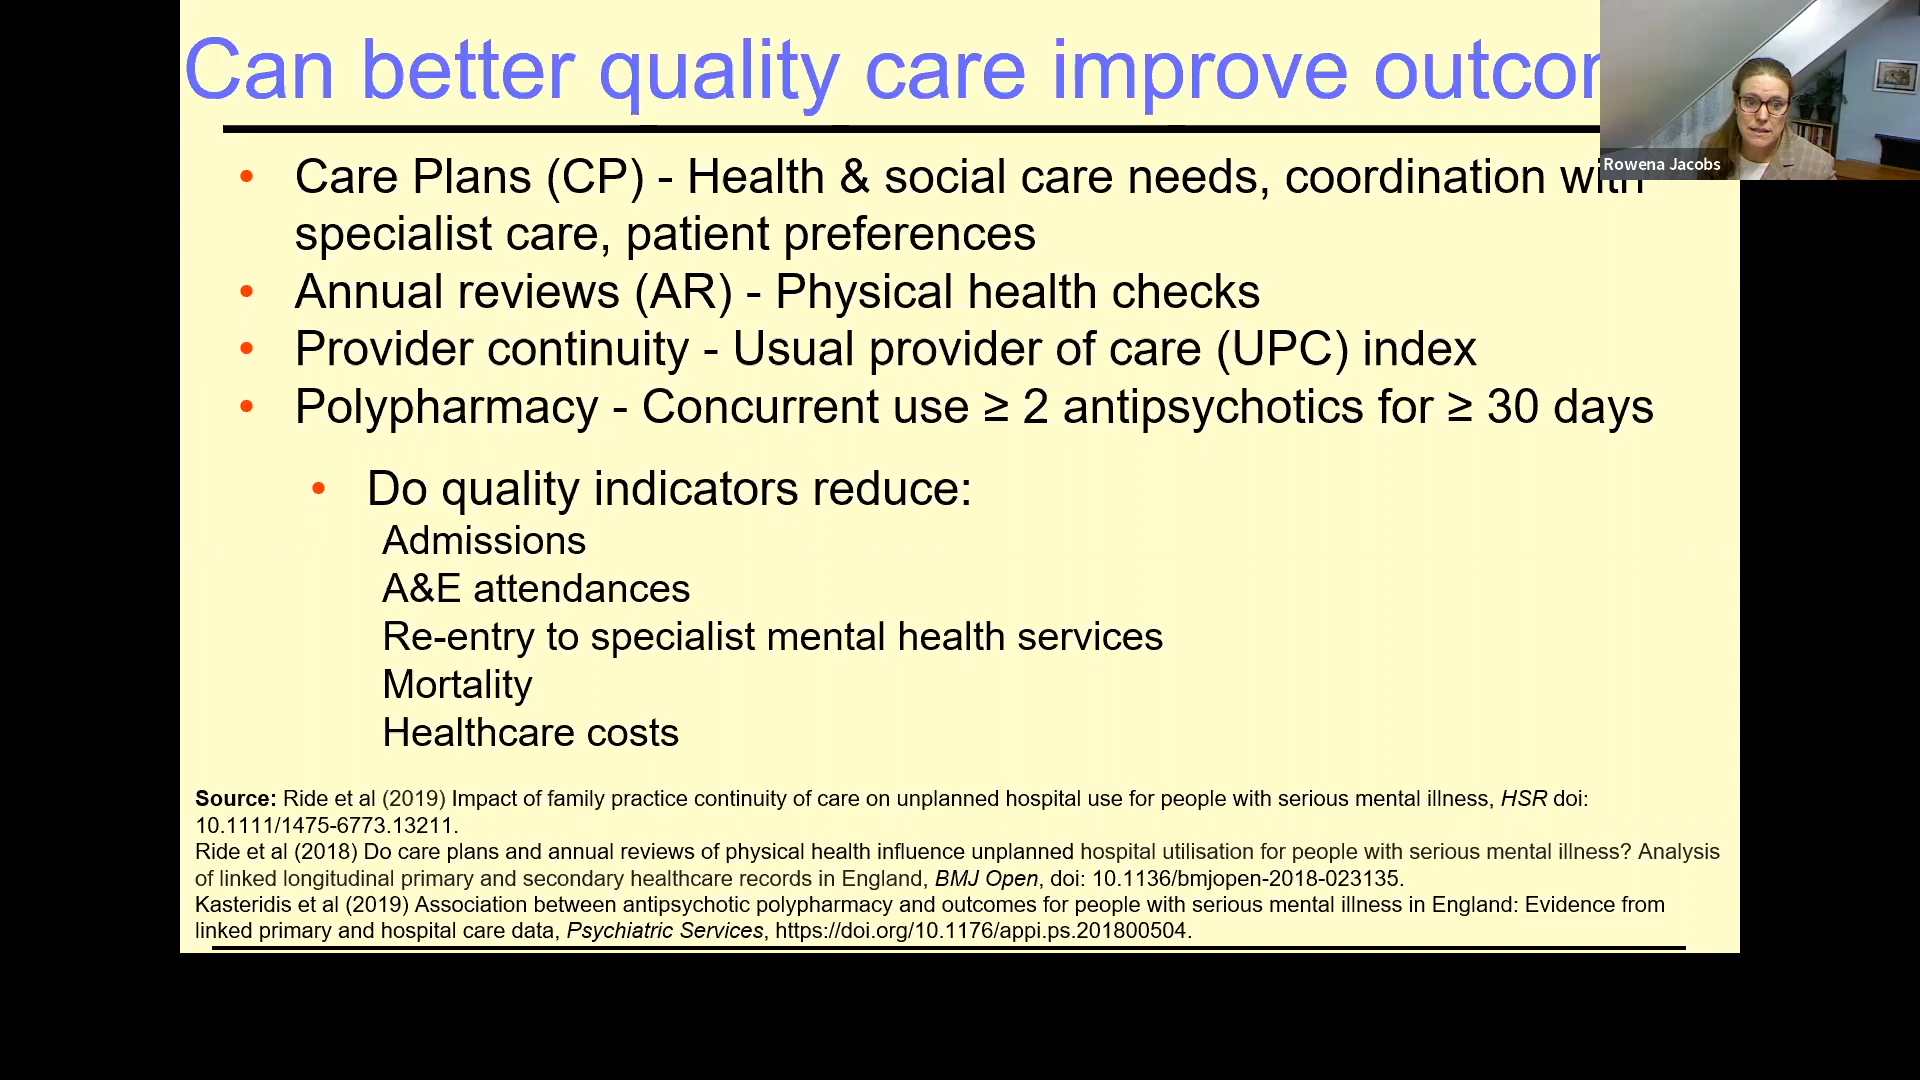 Can better quality care improve
Rowena Jacobs
• Care Plans (CP) - Health & social care needs, coordination with
specialist care, patient preferences
• Annual reviews (AR) - Physical health checks
• Provider continuity - Usual provider of care (UPC) index
• Polypharmacy - Concurrent use ≥ 2 antipsychotics for ≥ 30 days
• Do quality indicators reduce:
Admissions
A&E attendances
Re-entry to specialist mental health services
Mortality
Healthcare costs
Source: Ride et al (2019) Impact of family practice continuity of care on unplanned hospital use for people with serious mental illness, HSR doi:
10.1111/1475-6773.13211.
Ride et al (2018) Do care plans and annual reviews of physical health influence unplanned hospital utilisation for people with serious mental illness? Analysis
of linked longitudinal primary and secondary healthcare records in England, BMJ Open, doi: 10.1136/bmjopen-2018-023135.
Kasteridis et al (2019) Association between antipsychotic polypharmacy and outcomes for people with serious mental illness in England: Evidence from
linked primary and hospital care data, Psychiatric Services, https://doi.org/10.1176/appi.ps.201800504.